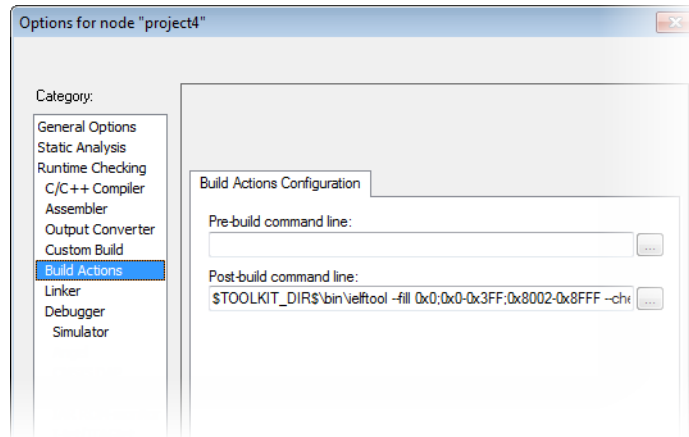 Options for node "project4"
Category:
General Options
Static Analysis
Runtime Checking
C/C++ Compiler
Assembler
Output Converter
Custom Build
Build Actions
Linker
Debugger
Simulator
Build Actions Configuration
Pre-build command line:
...
Post-build command line:
$TOOLKIT_DIR$\bin\ielftool --fill 0x0;0x0-0x3FF;0x8002-0x8FFF --che
...